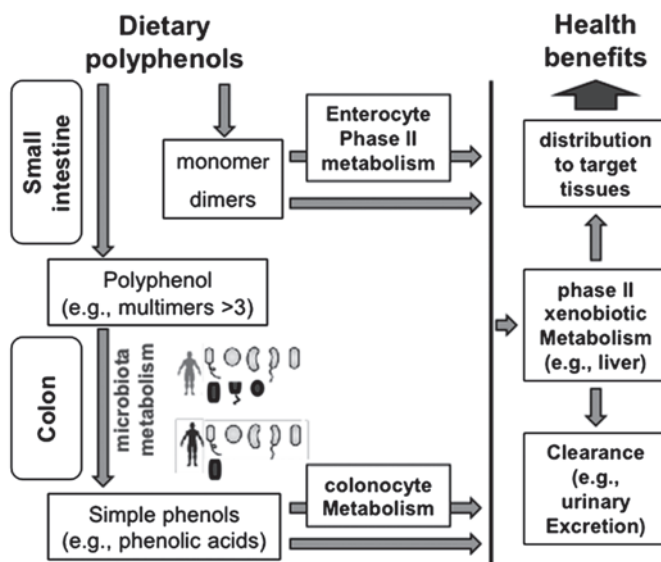 Dietary
polyphenols
Health
benefits
Small
intestine
monomer
dimers
Enterocyte
Phase II
metabolism
distribution
to target
tissues
Polyphenol
(e.g., multimers >3)
phase II
xenobiotic
Metabolism
(e.g., liver)
Colon
microbiota
metabolism
colonocyte
Metabolism
Simple phenols
(e.g., phenolic acids)
Clearance
(e.g.,
urinary
Excretion)